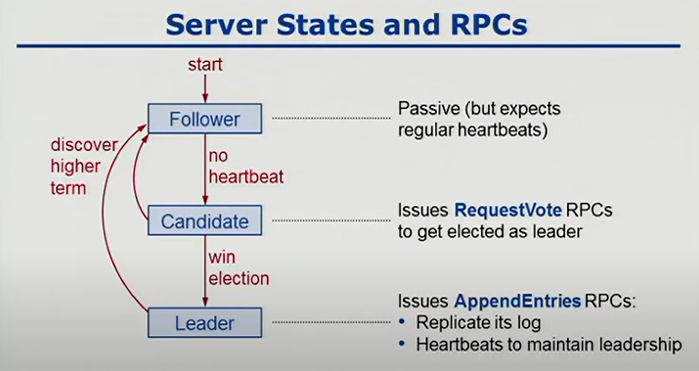 Server States and RPCs
start
Follower
Passive (but expects
regular heartbeats)
discover
higher
term
no
heartbeat
Candidate
Issues RequestVote RPCs
to get elected as leader
win
election
Leader
Issues AppendEntries RPCs:
• Replicate its log
• Heartbeats to maintain leadership